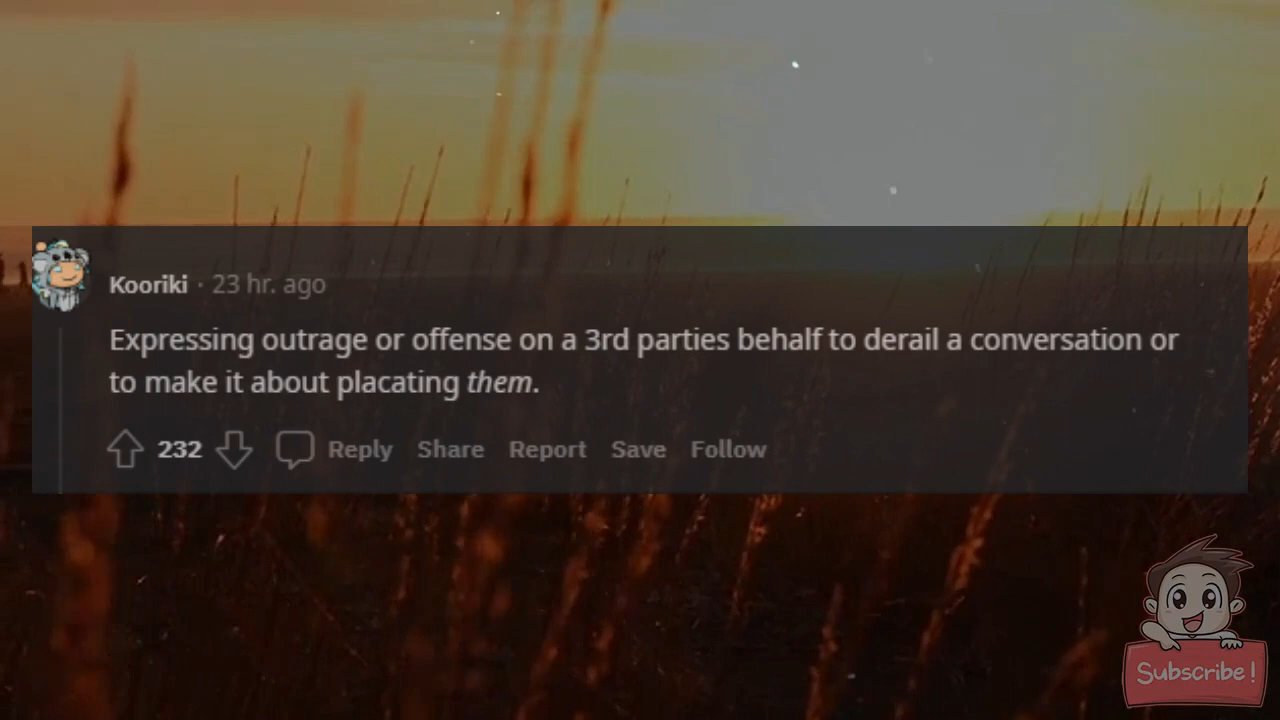 Kooriki · 23 hr. ago
Expressing outrage or offense on a 3rd parties behalf to derail a conversation or
to make it about placating them.
232 Reply Share Report Save Follow
Subscribe!